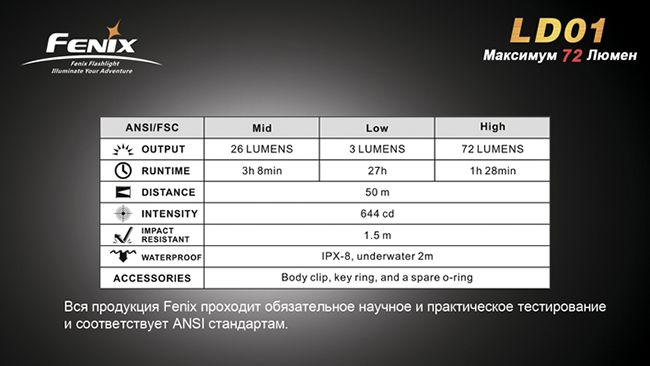 FENIX
Fenix Flashlight
Illuminate Your Adventure
LD01
Максимум 72 Люмен
ANSI/FSC Mid Low High
OUTPUT 26 LUMENS 3 LUMENS 72 LUMENS
RUNTIME 3h 8min 27h 1h 28min
DISTANCE 50 m
INTENSITY 644 cd
IMPACT
RESISTANT 1.5 m
WATERPROOF IPX-8, underwater 2m
ACCESSORIES Body clip, key ring, and a spare o-ring
Вся продукция Fenix проходит обязательное научное и практическое тестирование
и соответствует ANSI стандартам.